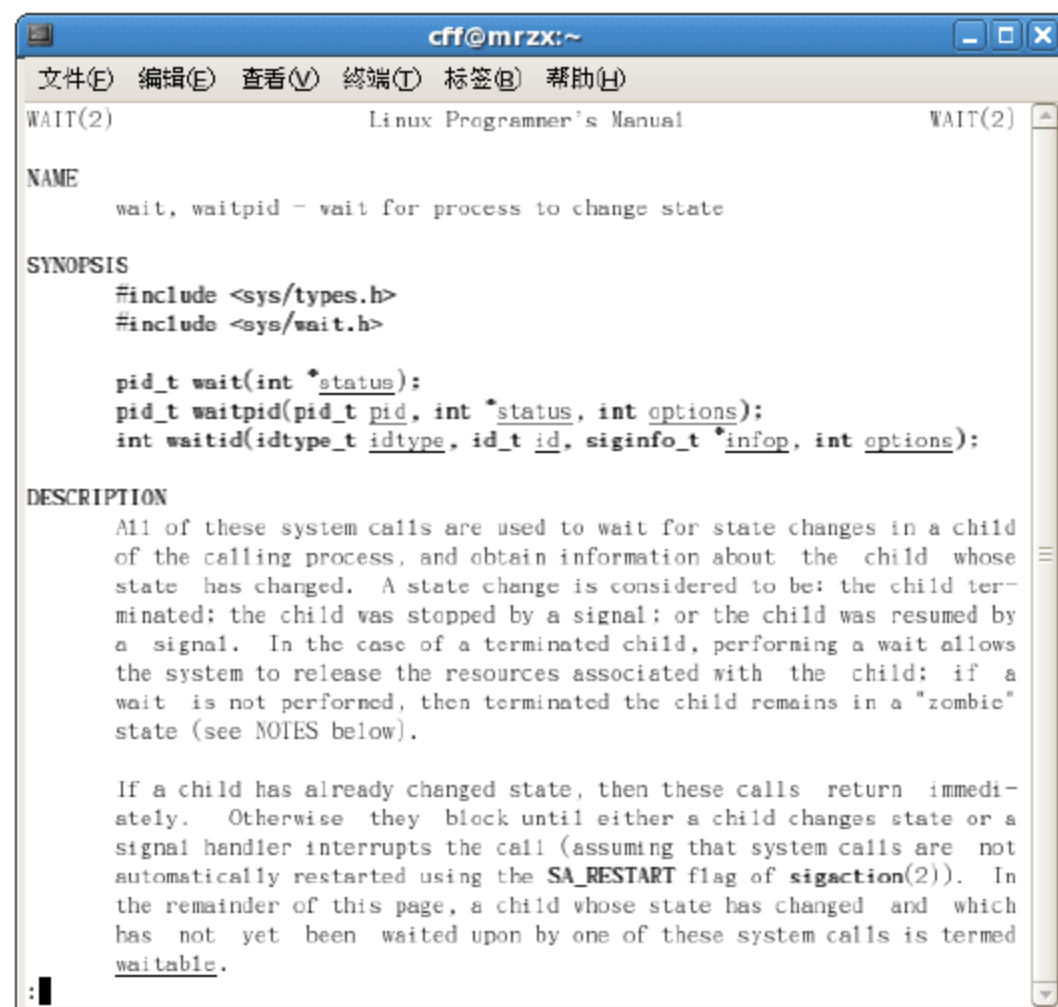 cff@mrzx:~
文件(F) 编辑(E) 查看(V) 终端(T) 标签(B) 帮助(H)
WAIT(2) Linux Programmer's Manual WAIT(2)
NAME
wait, waitpid - wait for process to change state
SYNOPSIS
#include <sys/types.h>
#include <sys/wait.h>
pid_t wait(int *status);
pid_t waitpid(pid_t pid, int *status, int options);
int waitid(idtype_t idtype, id_t id, siginfo_t *infop, int options);
DESCRIPTION
All of these system calls are used to wait for state changes in a child
of the calling process, and obtain information about the child whose
state has changed. A state change is considered to be: the child ter-
minated; the child was stopped by a signal; or the child was resumed by
a signal. In the case of a terminated child, performing a wait allows
the system to release the resources associated with the child; if a
wait is not performed, then terminated the child remains in a "zombie"
state (see NOTES below).
If a child has already changed state, then these calls return immedi-
ately. Otherwise they block until either a child changes state or a
signal handler interrupts the call (assuming that system calls are not
automatically restarted using the SA_RESTART flag of sigaction(2)). In
the remainder of this page, a child whose state has changed and which
has not yet been waited upon by one of these system calls is termed
waitable.
: